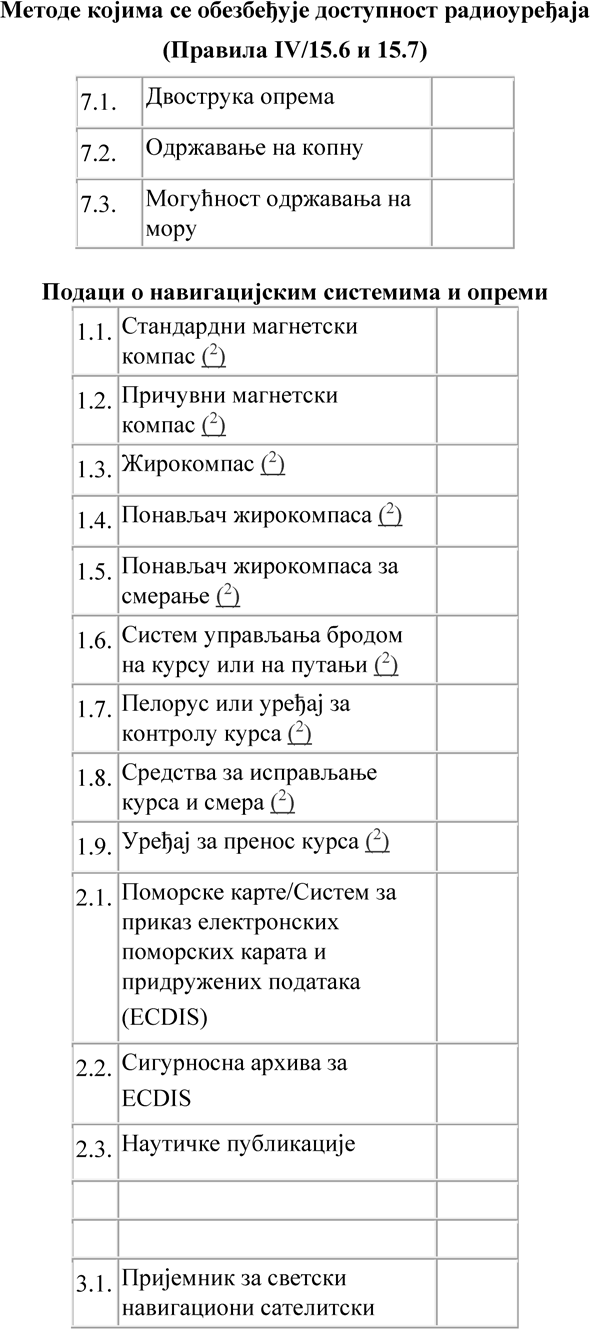 Методе којима се обезбеђује доступност радиоуређаја
(Правила IV/15.6 и 15.7)
7.1. Двострука опрема
7.2. Одржавање на копну
7.3. Могућност одржавања на
мору
Подаци о навигацијским системима и опреми
1.1. Стандардни магнетски
компас (2)
1.2. Причувни магнетски
компас (2)
1.3. Жирокомпас (2)
1.4. Понављач жирокомпаса (2)
1.5. Понављач жирокомпаса за
смерање (2)
1.6. Систем управљања бродом
на курсу или на путањи (2)
1.7. Пелорус или уређај за
контролу курса (2)
1.8. Средства за исправљање
курса и смера (2)
1.9. Уређај за пренос курса (2)
2.1. Поморске карте/Систем за
приказ електронских
поморских карата и
придружених података
(ECDIS)
2.2. Сигурносна архива за
ECDIS
2.3. Наутичке публикације
3.1. Пријемник за светски
навигациони сателитски